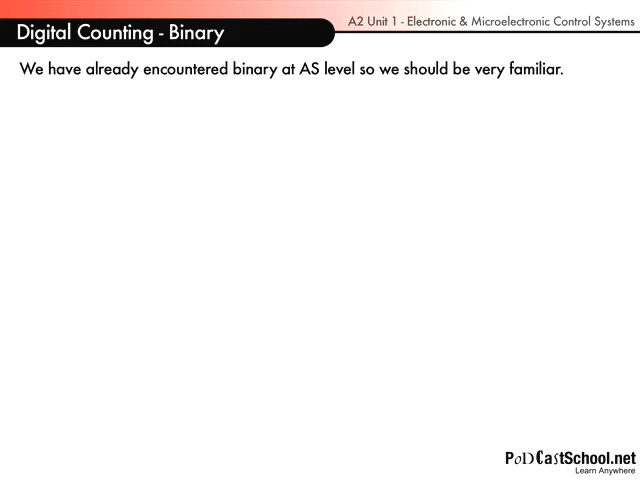 A2 Unit 1 - Electronic & Microelectronic Control Systems
Digital Counting - Binary
We have already encountered binary at AS level so we should be very familiar.
PoDCastSchool.net
Learn Anywhere